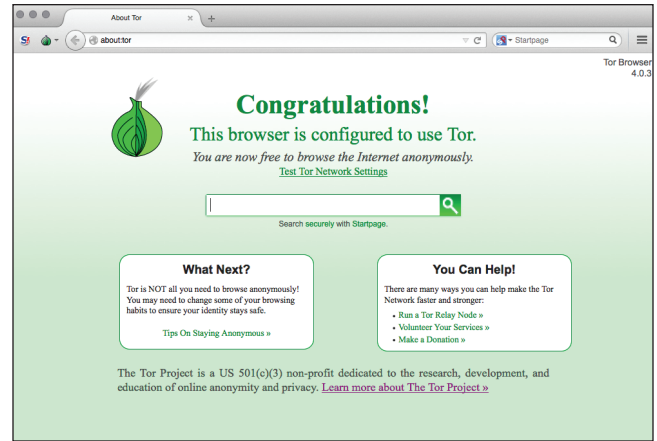 About Tor
about:tor
Startpage
Tor Browser
4.0.3
Congratulations!
This browser is configured to use Tor.
You are now free to browse the Internet anonymously.
Test Tor Network Settings
Search securely with Startpage.
What Next?
Tor is NOT all you need to browse anonymously!
You may need to change some of your browsing
habits to ensure your identity stays safe.
Tips On Staying Anonymous »
You Can Help!
There are many ways you can help make the Tor
Network faster and stronger:
• Run a Tor Relay Node »
• Volunteer Your Services »
• Make a Donation »
The Tor Project is a US 501(c)(3) non-profit dedicated to the research, development, and
education of online anonymity and privacy. Learn more about The Tor Project »